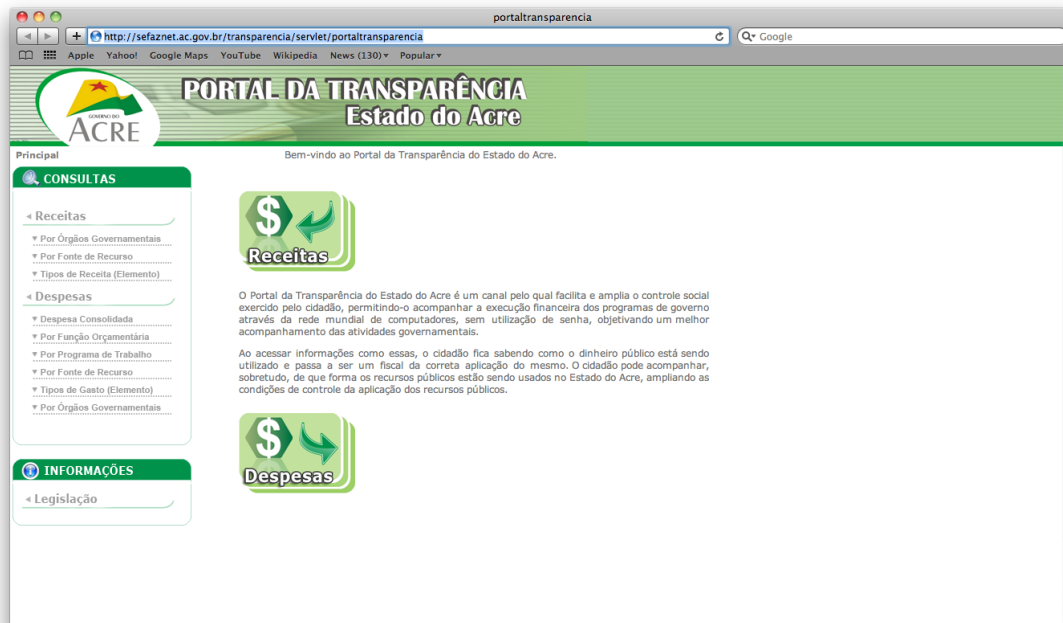 portaltransparencia
http://sefaznet.ac.gov.br/transparencia/servlet/portaltransparencia
Google
Apple Yahoo! Google Maps YouTube Wikipedia News (130) Popular
GOVERNO DO
ACRE
PORTAL DA TRANSPARÊNCIA
Estado do Acre
Principal
Bem-vindo ao Portal da Transparência do Estado do Acre.
CONSULTAS
Receitas
Por Órgãos Governamentais
Por Fonte de Recurso
Tipos de Receita (Elemento)
Despesas
Despesa Consolidada
Por Função Orçamentária
Por Programa de Trabalho
Por Fonte de Recurso
Tipos de Gasto (Elemento)
Por Órgãos Governamentais
INFORMAÇÕES
Legislação
$
Receitas
O Portal da Transparência do Estado do Acre é um canal pelo qual facilita e amplia o controle social
exercido pelo cidadão, permitindo-o acompanhar a execução financeira dos programas de governo
através da rede mundial de computadores, sem utilização de senha, objetivando um melhor
acompanhamento das atividades governamentais.
Ao acessar informações como essas, o cidadão fica sabendo como o dinheiro público está sendo
utilizado e passa a ser um fiscal da correta aplicação do mesmo. O cidadão pode acompanhar,
sobretudo, de que forma os recursos públicos estão sendo usados no Estado do Acre, ampliando as
condições de controle da aplicação dos recursos públicos.
$
Despesas